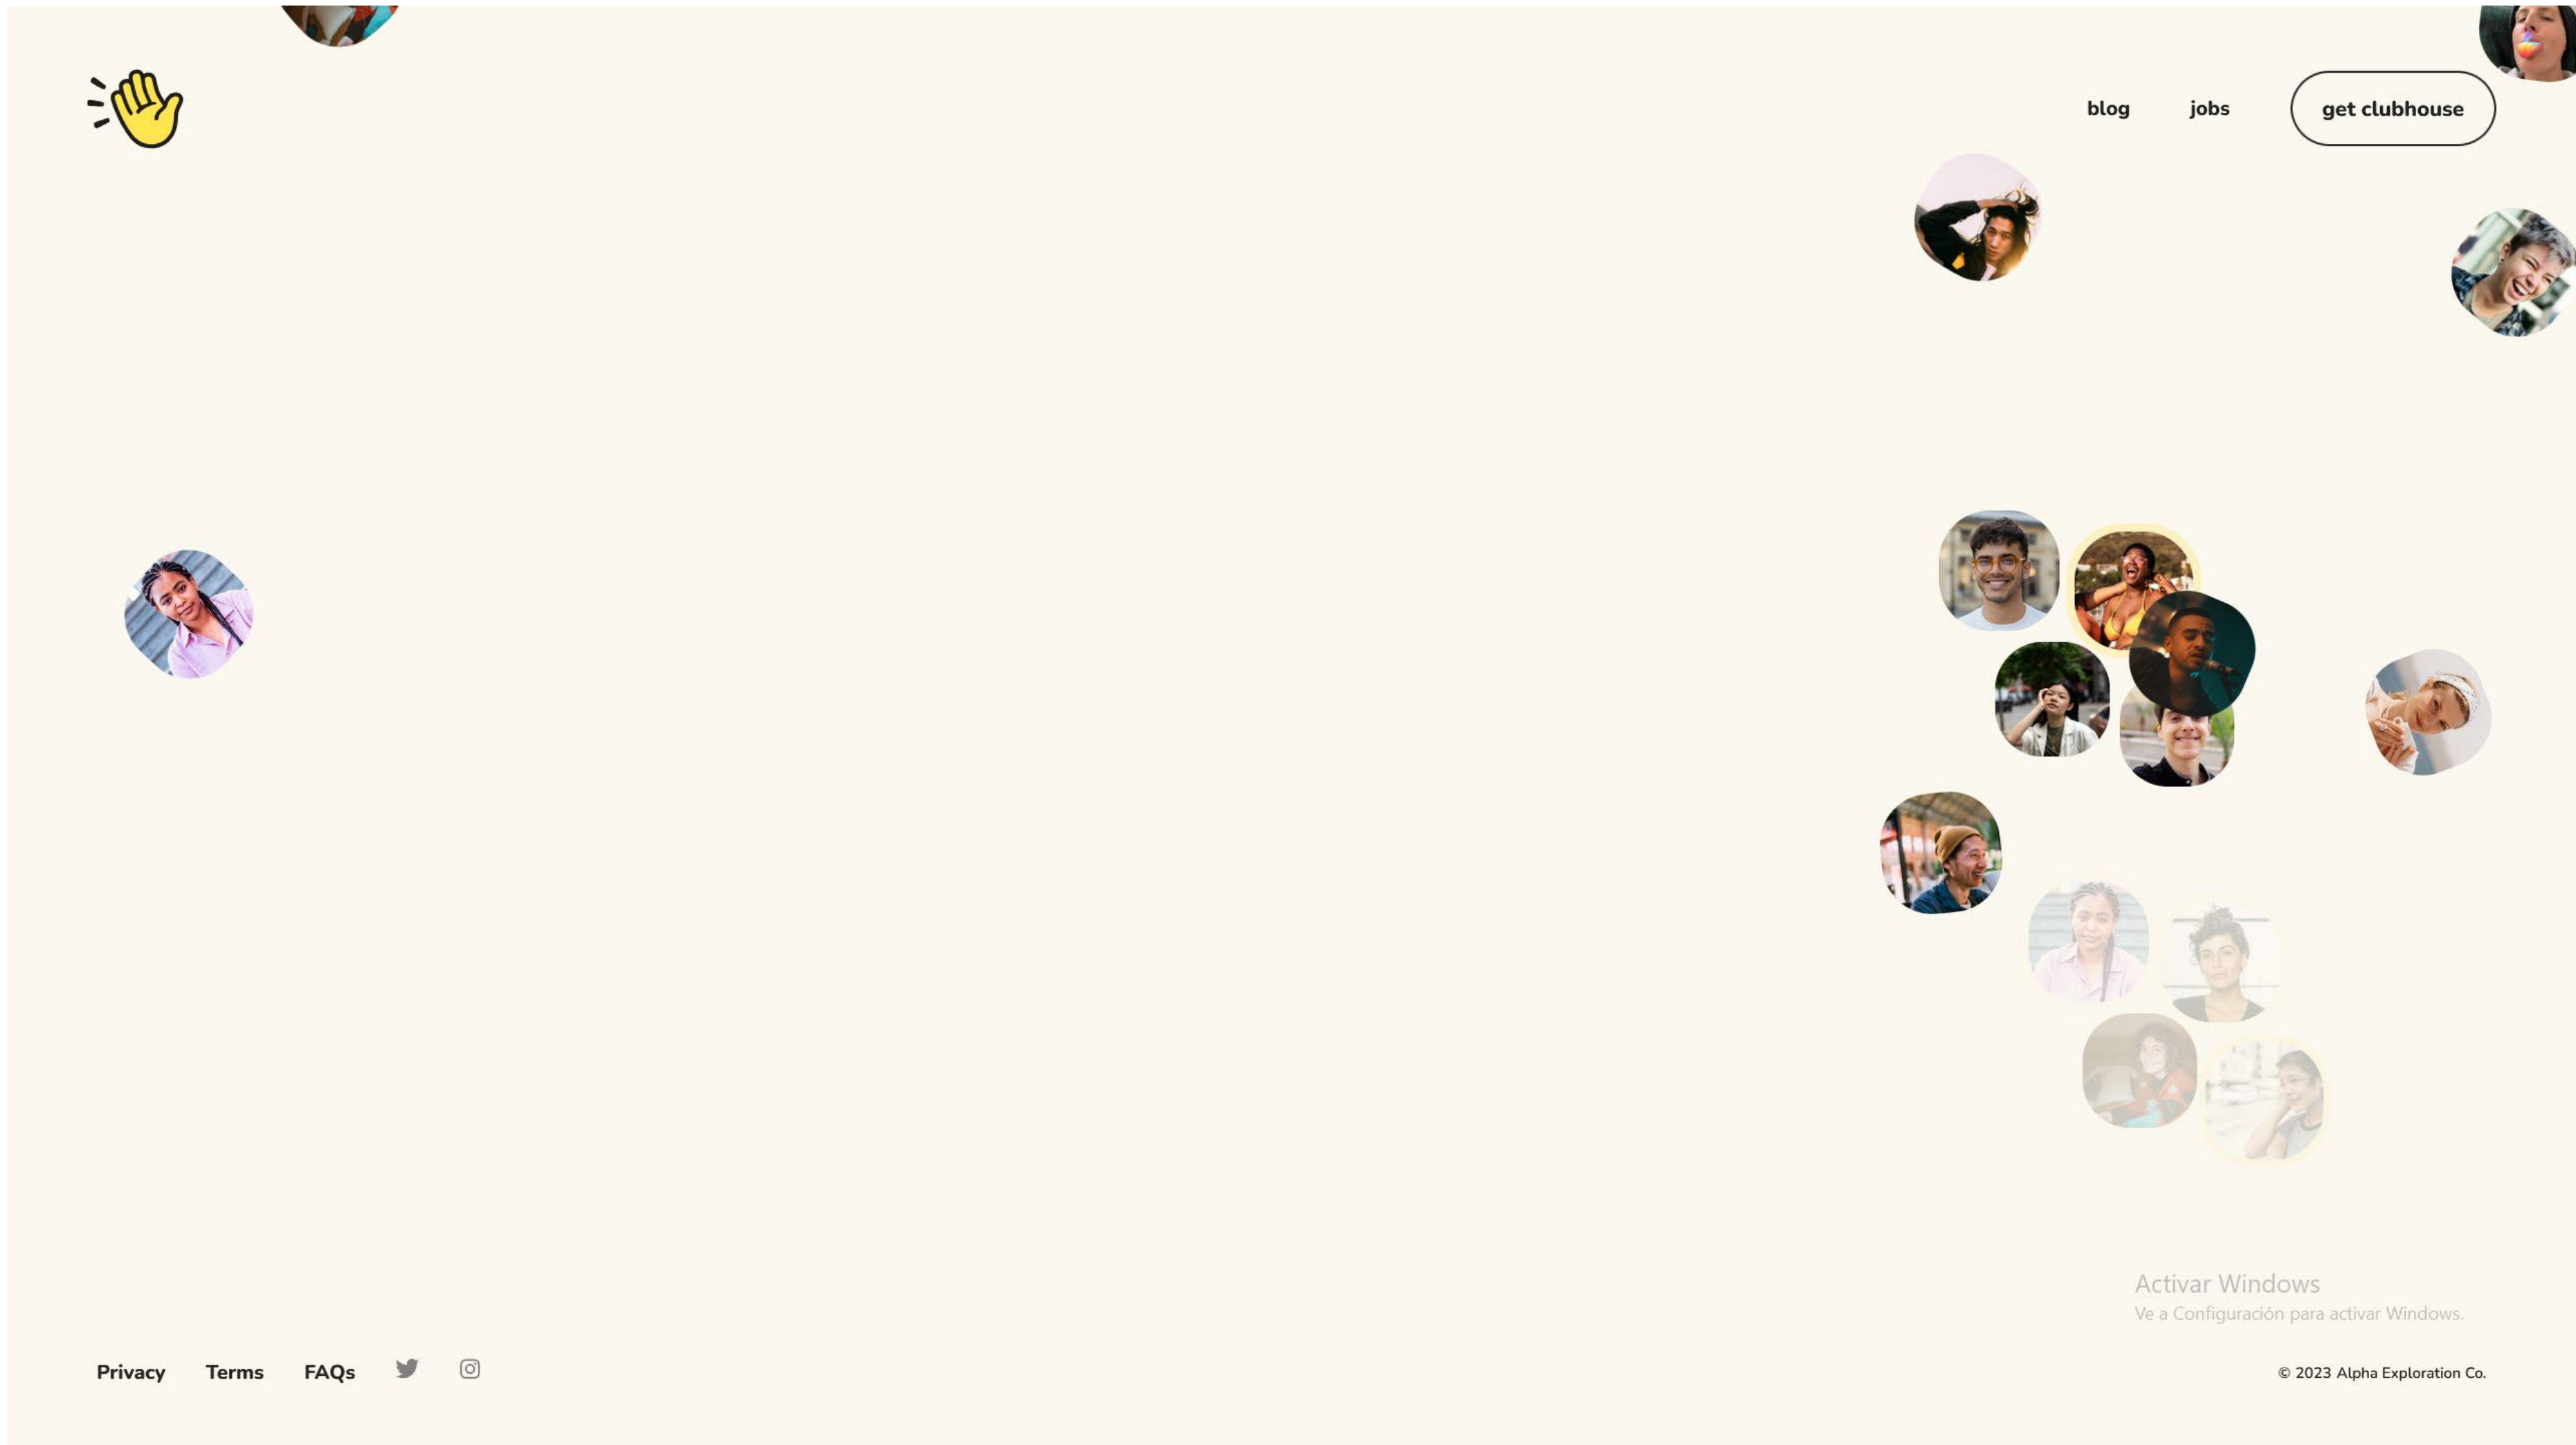 blog jobs get clubhouse
Activar Windows
Ve a Configuración para activar Windows.
Privacy Terms FAQs
© 2023 Alpha Exploration Co.